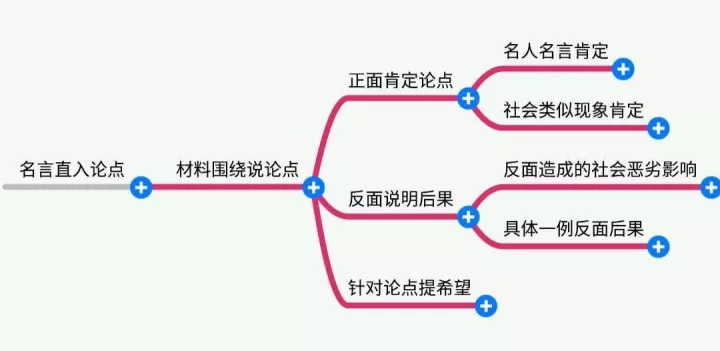 名言直入论点
材料围绕说论点
正面肯定论点
名人名言肯定
社会类似现象肯定
反面说明后果
反面造成的社会恶劣影响
具体一例反面后果
针对论点提希望